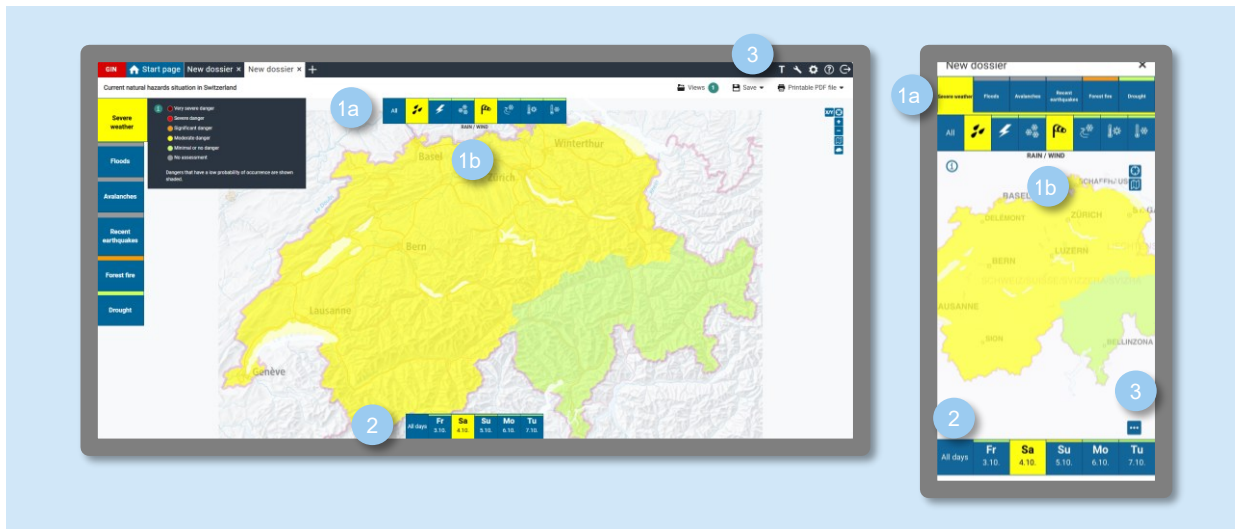 GIN Start page New dossier × New dossier × +
3
T
Current natural hazards situation in Switzerland
Views 1 Save Printable PDF file
1a
All
RAIN / WIND
1b
Severe
weather
Floods
Avalanches
Recent
earthquakes
Forest fire
Drought
Very severe danger
Severe danger
Significant danger
Moderate danger
Minimal or no danger
No assessment
Dangers that have a low probability of occurrence are shown
shaded.
X/Y
+
−
Basel
Winterthur
Zürich
Bern
Lausanne
Genève
2
All days
Fr
3.10.
Sa
4.10.
Su
5.10.
Mo
6.10.
Tu
7.10.
New dossier ×
1a
Severe weather
Floods
Avalanches
Recent
earthquakes
Forest fire
Drought
All
RAIN / WIND
1b
BASEL
SCHAFFHAUS
DELÉMONT
ZÜRICH
LUZERN
BERN
AUSANNE
SION
BELLINZONA
3
2
All days
Fr
3.10.
Sa
4.10.
Su
5.10.
Mo
6.10.
Tu
7.10.